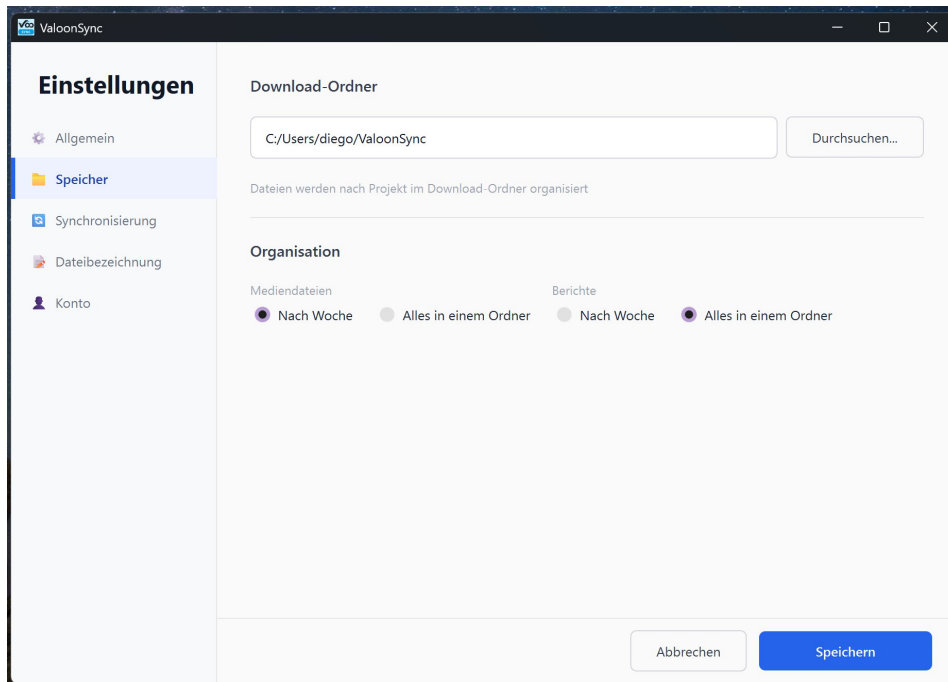 ValoonSync
Einstellungen
Allgemein
Speicher
Synchronisierung
Dateibezeichnung
Konto
Download-Ordner
C:/Users/diego/ValoonSync
Durchsuchen...
Dateien werden nach Projekt im Download-Ordner organisiert
Organisation
Mediendateien
Berichte
Nach Woche Alles in einem Ordner Nach Woche Alles in einem Ordner
Abbrechen
Speichern